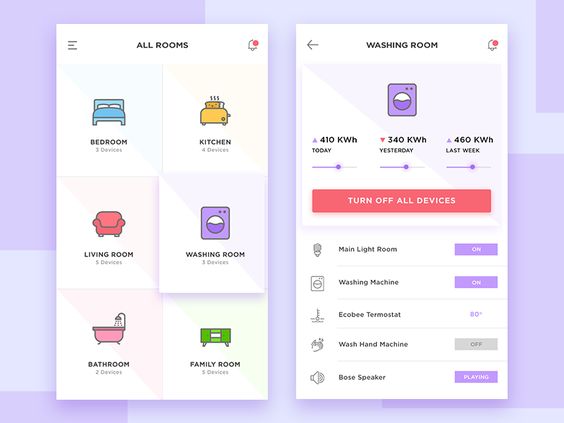 ALL ROOMS
BEDROOM
3 Devices
KITCHEN
4 Devices
LIVING ROOM
5 Devices
WASHING ROOM
3 Devices
BATHROOM
2 Devices
FAMILY ROOM
3 Devices
WASHING ROOM
410 KWh
TODAY
340 KWh
YESTERDAY
460 KWh
LAST WEEK
TURN OFF ALL DEVICES
Main Light Room
ON
Washing Machine
ON
Ecobee Termostat
80°
Wash Hand Machine
OFF
Bose Speaker
PLAYING